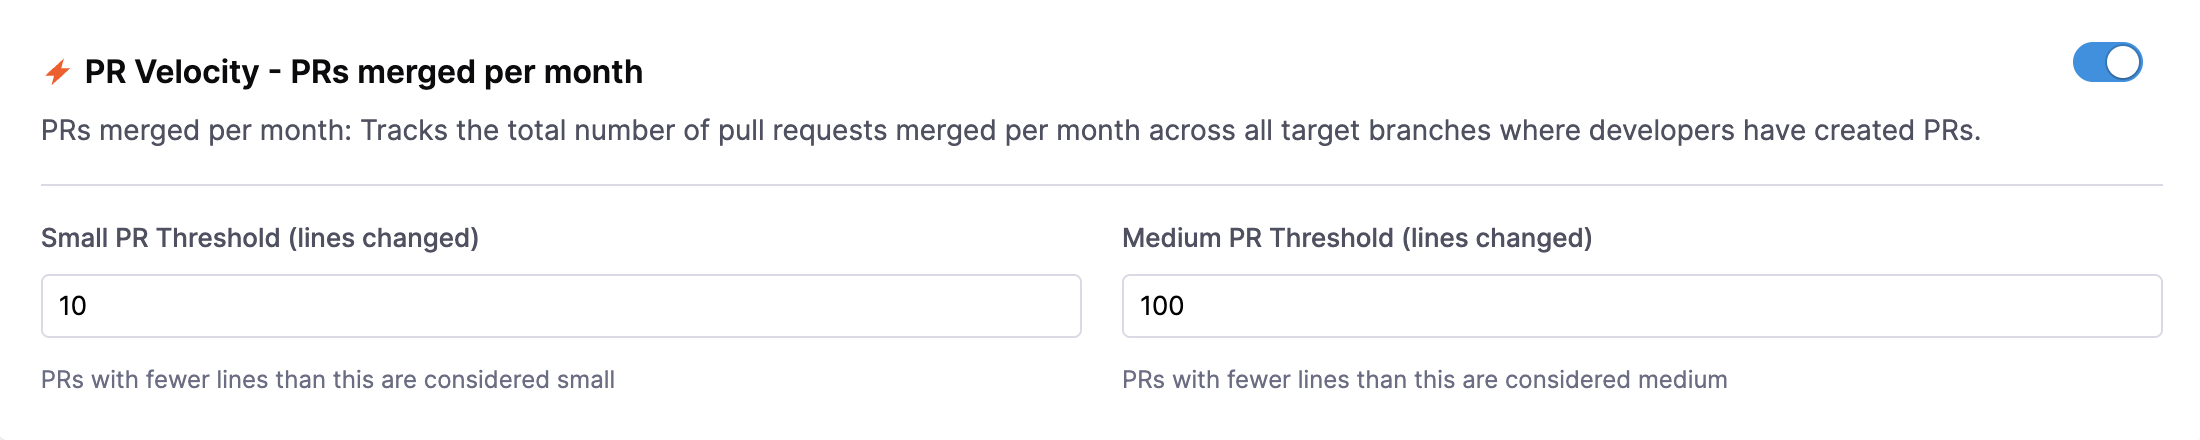 PR Velocity - PRs merged per month
PRs merged per month: Tracks the total number of pull requests merged per month across all target branches where developers have created PRs.
Small PR Threshold (lines changed)
10
PRs with fewer lines than this are considered small
Medium PR Threshold (lines changed)
100
PRs with fewer lines than this are considered medium